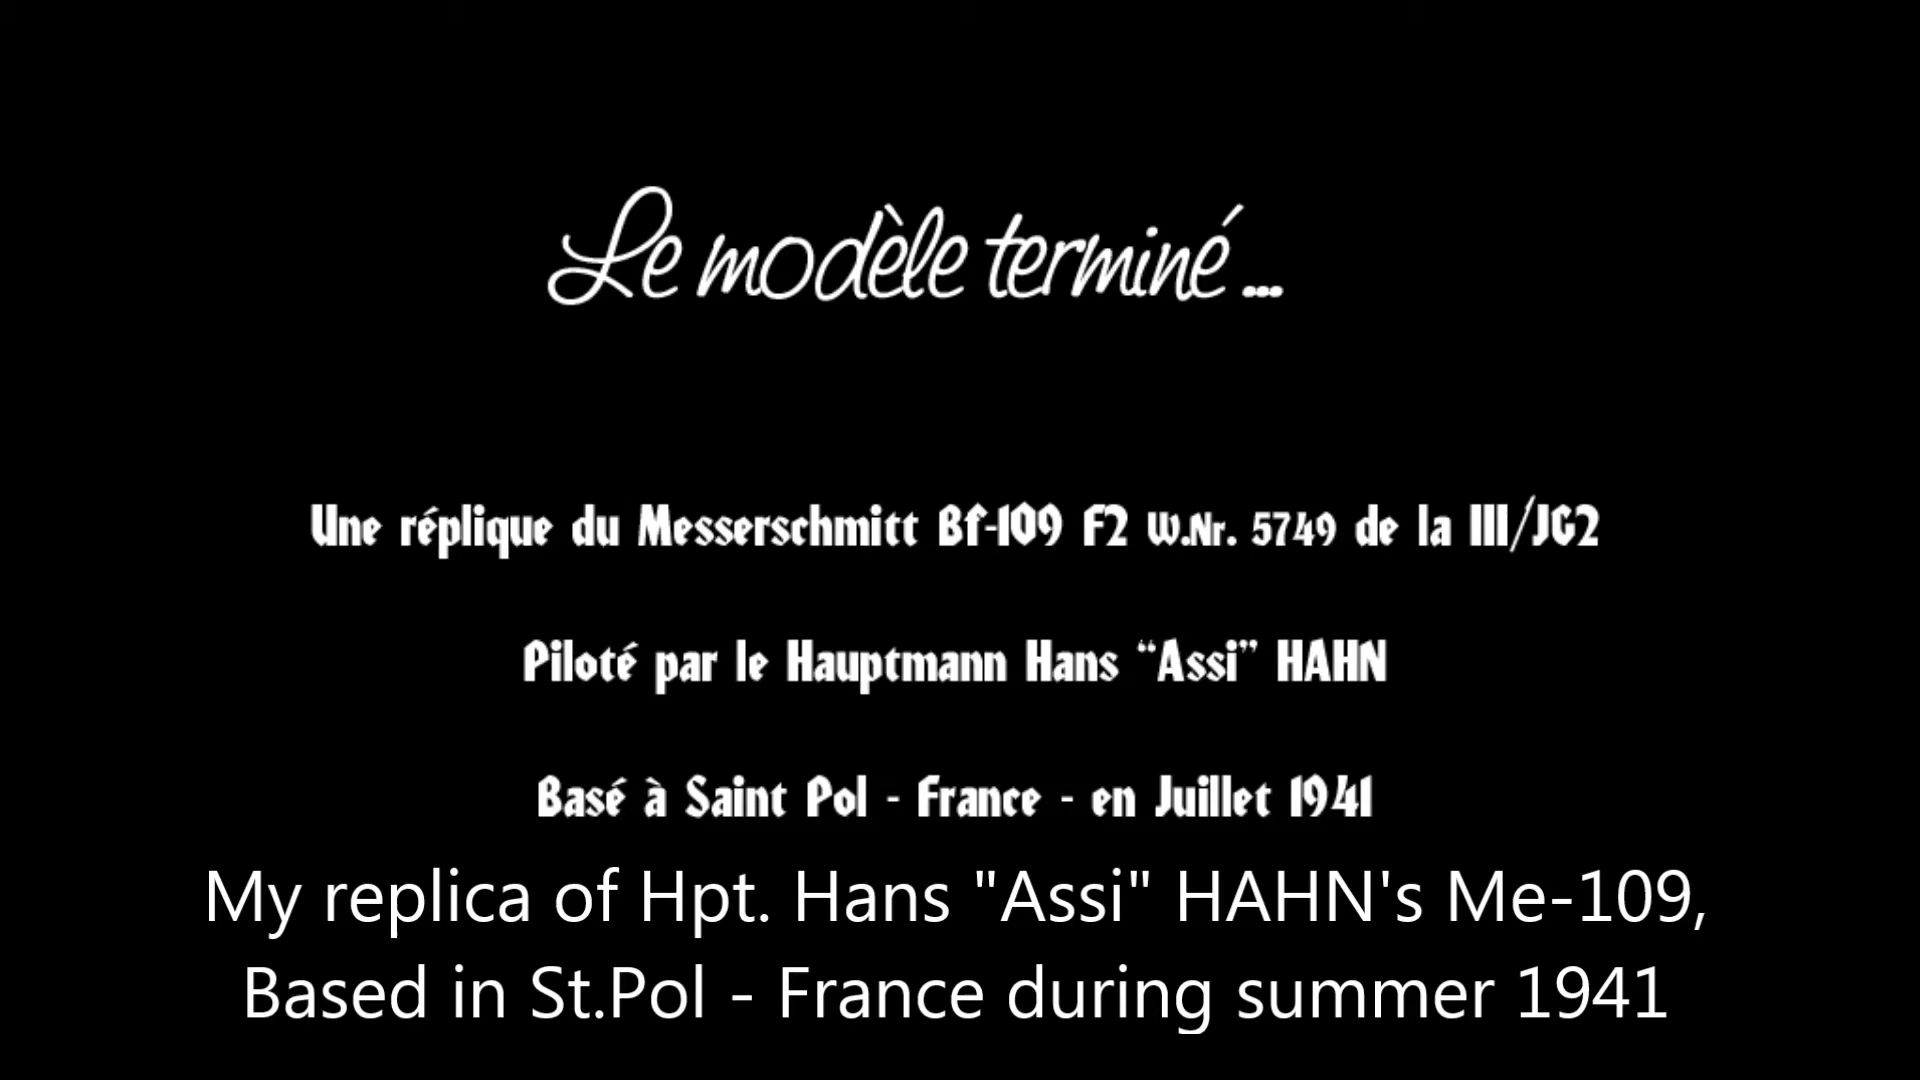 Le modèle terminé ...
Une réplique du Messerschmitt Bf-109 F2 W.Nr. 5749 de la III/JG2
Piloté par le Hauptmann Hans “Assi” HAHN
Basé à Saint Pol - France - en Juillet 1941
My replica of Hpt. Hans "Assi" HAHN's Me-109,
Based in St.Pol - France during summer 1941